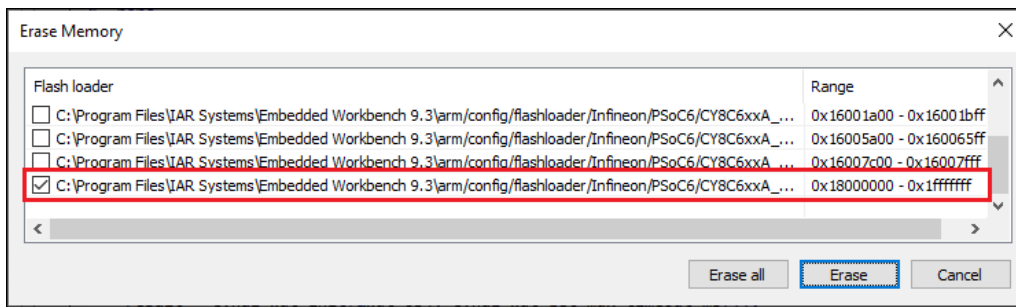 Erase Memory
Flash loader Range
C:\Program Files\IAR Systems\Embedded Workbench 9.3\arm/config/flashloader/Infineon/PSoC6/CY8C6xxA_... 0x16001a00 - 0x16001bff
C:\Program Files\IAR Systems\Embedded Workbench 9.3\arm/config/flashloader/Infineon/PSoC6/CY8C6xxA_... 0x16005a00 - 0x160065ff
C:\Program Files\IAR Systems\Embedded Workbench 9.3\arm/config/flashloader/Infineon/PSoC6/CY8C6xxA_... 0x16007c00 - 0x16007fff
C:\Program Files\IAR Systems\Embedded Workbench 9.3\arm/config/flashloader/Infineon/PSoC6/CY8C6xxA_... 0x18000000 - 0x1fffffff
Erase all Erase Cancel